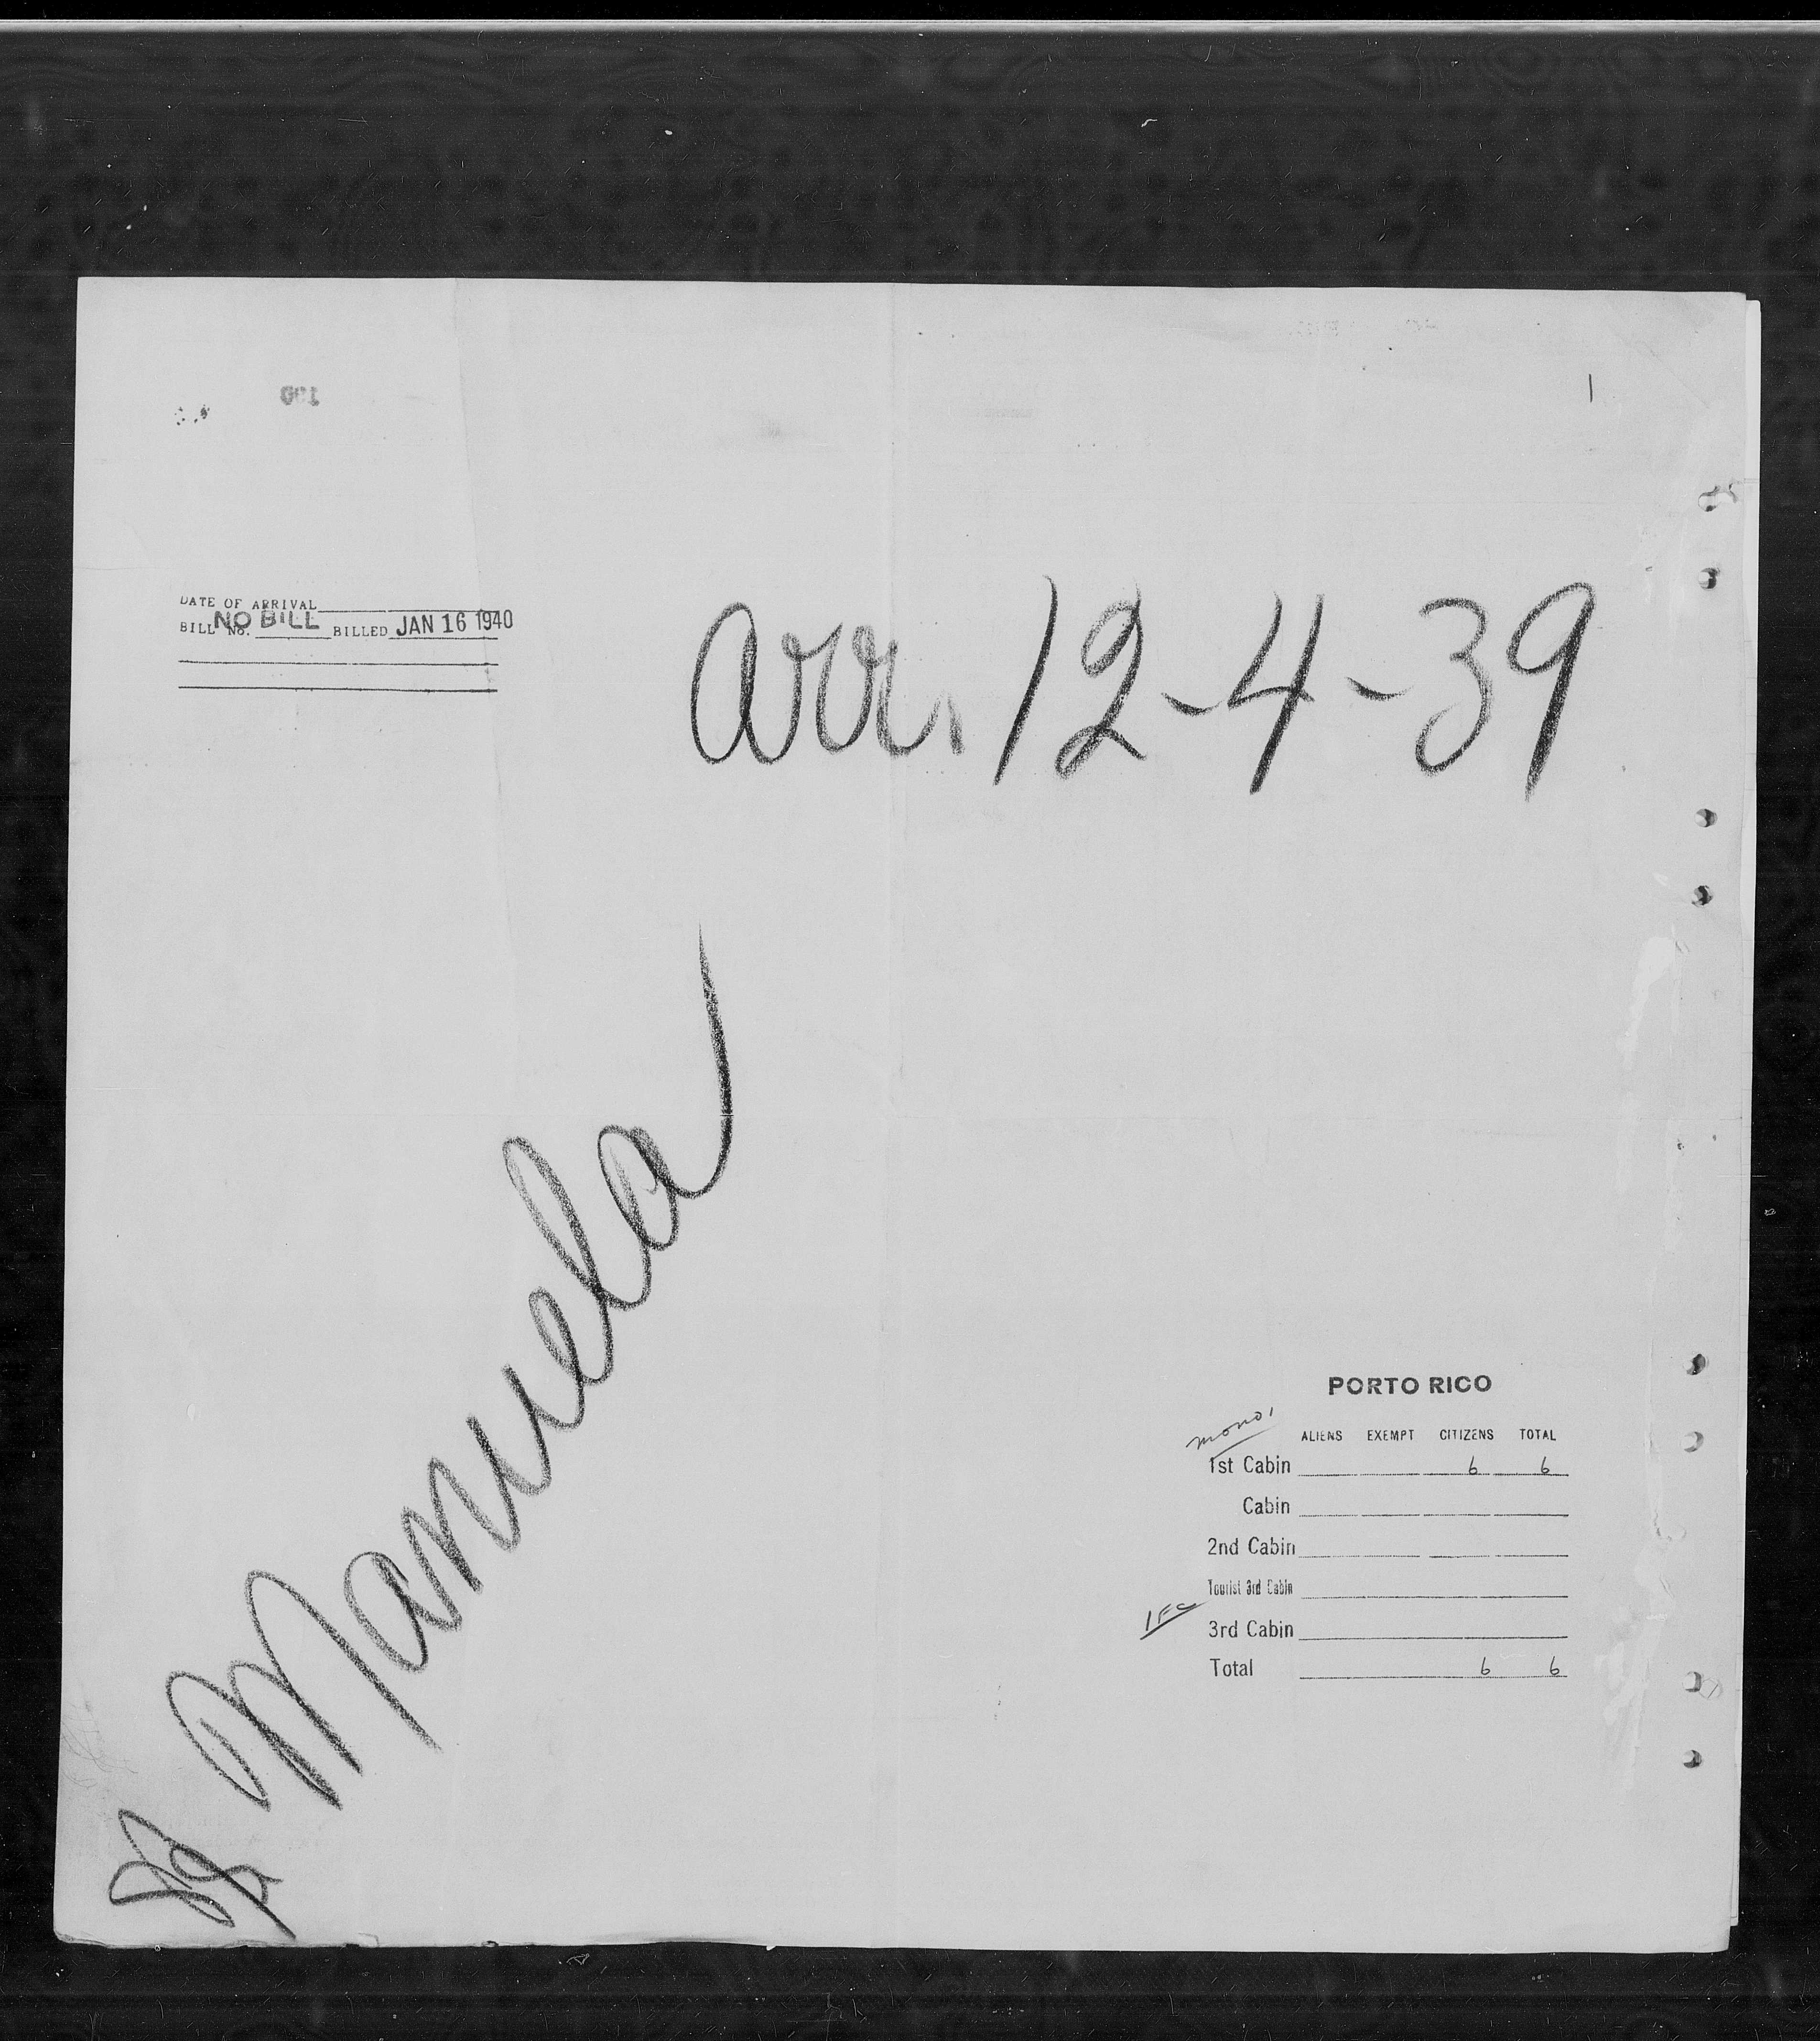 1
DATE OF ARRIVAL
BILL No. NO BILL BILLED JAN 16 1940
arr. 12-4-39
SS Manuela
PORTO RICO
mono,
ALIENS EXEMPT CITIZENS TOTAL
1st Cabin 6 6
Cabin
2nd Cabin
Tourist 3rd Cabin
3rd Cabin
Total 6 6